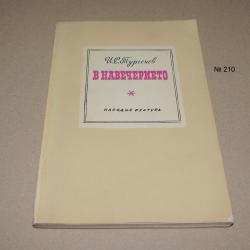 И. С. Тургенев
В НАВЕЧЕРИЕТО
НАРОДНА КУЛТУРА
№ 210